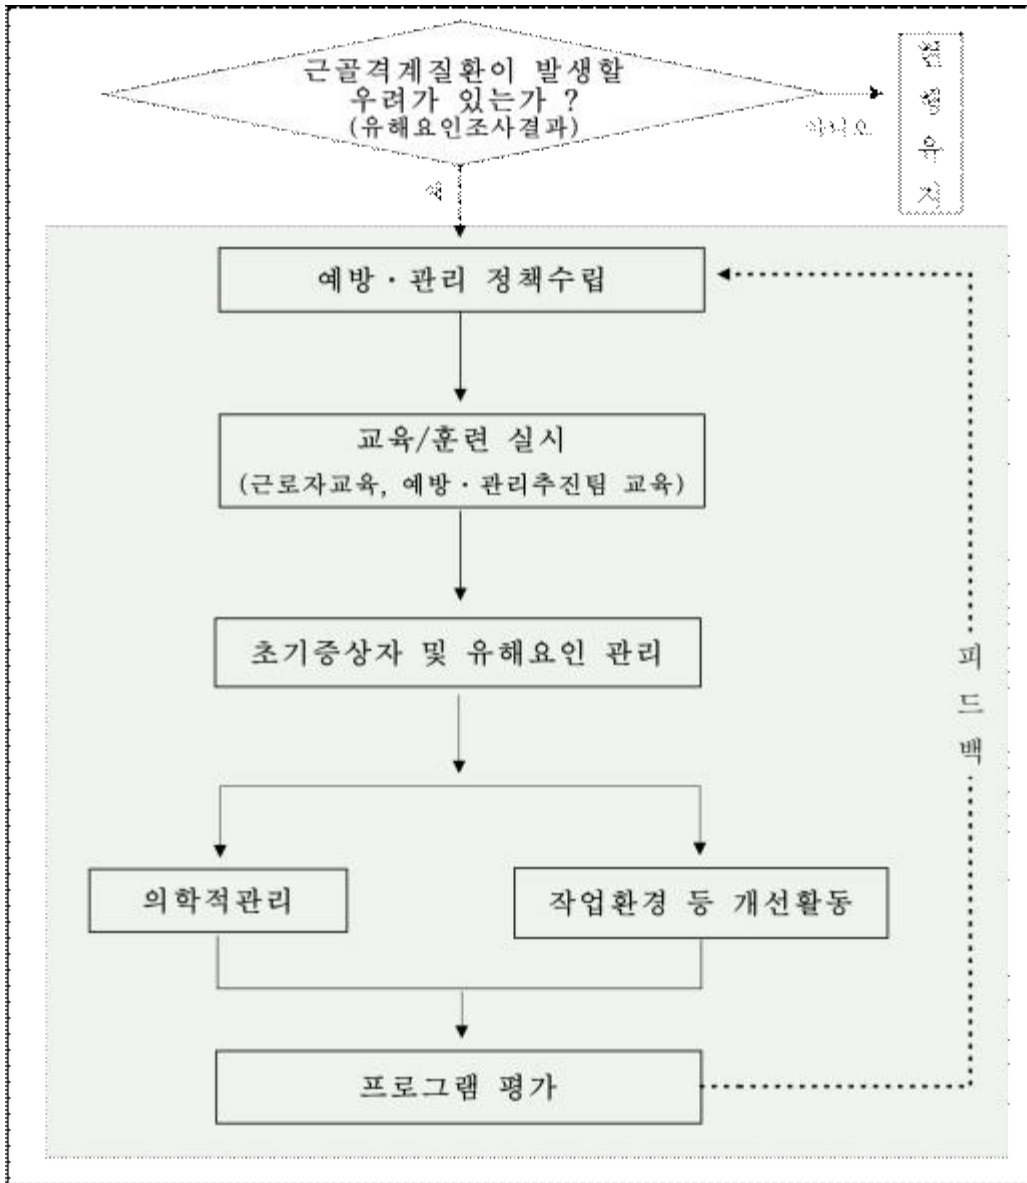 근골격계질환이 발생할
우려가 있는가 ?
(유해요인조사결과)
아니오
현행유지
예
예방·관리 정책수립
교육/훈련 실시
(근로자교육, 예방·관리추진팀 교육)
초기증상자 및 유해요인 관리
피드백
의학적관리
작업환경 등 개선활동
프로그램 평가